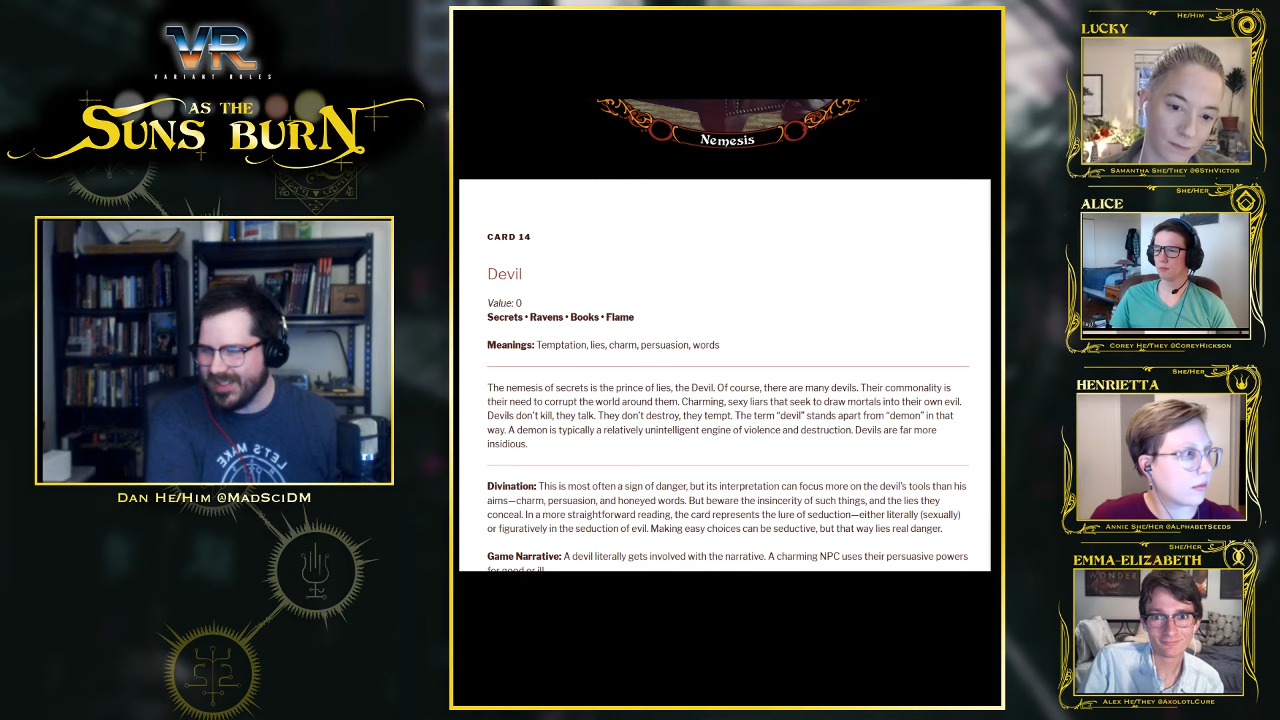 VR
VARIANT RULES
AS THE
SUNS BURN
LET'S MAKE
DAN HE/HIM @MADSCIDM
Nemesis
CARD 14
Devil
Value: 0
Secrets • Ravens • Books • Flame
Meanings: Temptation, lies, charm, persuasion, words
The nemesis of secrets is the prince of lies, the Devil. Of course, there are many devils. Their commonality is
their need to corrupt the world around them. Charming, sexy liars that seek to draw mortals into their own evil.
Devils don't kill, they talk. They don't destroy, they tempt. The term “devil” stands apart from “demon” in that
way. A demon is typically a relatively unintelligent engine of violence and destruction. Devils are far more
insidious.
Divination: This is most often a sign of danger, but its interpretation can focus more on the devil's tools than his
aims—charm, persuasion, and honeyed words. But beware the insincerity of such things, and the lies they
conceal. In a more straightforward reading, the card represents the lure of seduction—either literally (sexually)
or figuratively in the seduction of evil. Making easy choices can be seductive, but that way lies real danger.
Game Narrative: A devil literally gets involved with the narrative. A charming NPC uses their persuasive powers
for good or ill
HE/HIM
LUCKY
SAMANTHA SHE/THEY @65THVICTOR
SHE/HER
ALICE
COREY HE/THEY @COREYHICKSON
SHE/HER
HENRIETTA
ANNIE SHE/HER @ALPHABETSEEDS
SHE/HER
EMMA-ELIZABETH
WONDER
ALEX HE/THEY @AXOLOTLCURE